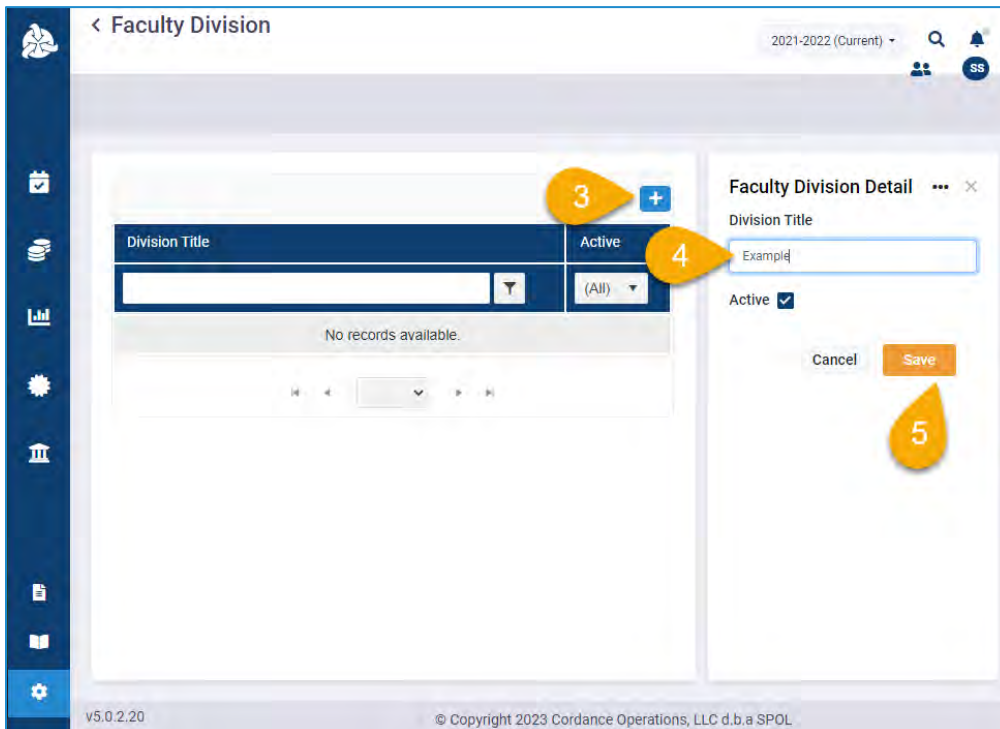 < Faculty Division
2021-2022 (Current)
SS
3
+
Faculty Division Detail ••• ×
Division Title
Division Title
Active
4
Example
(All)
Active
No records available.
Cancel
Save
5
v5.0.2.20
© Copyright 2023 Cordance Operations, LLC d.b.a SPOL